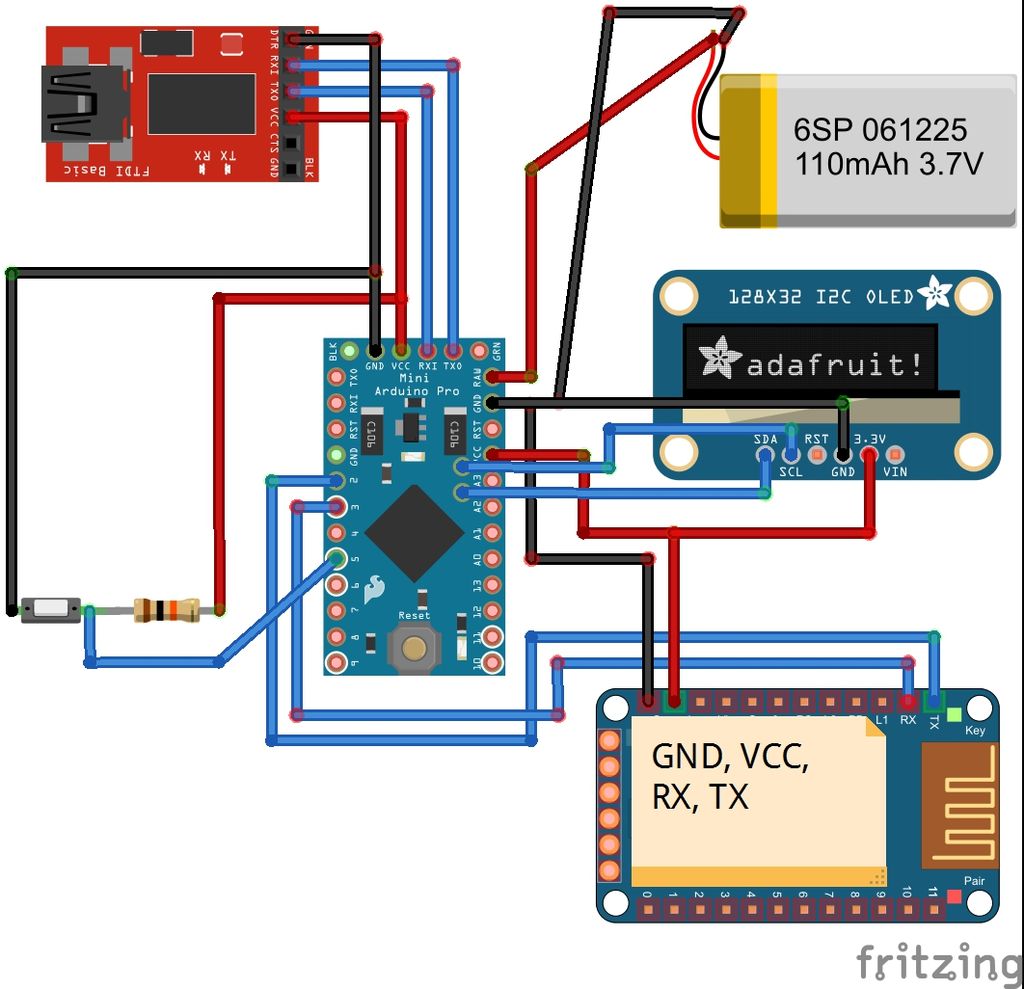 GRN
DTR RXI TXO VCC CTS GND
BLK
TX RX
FTDI Basic
6SP 061225
110mAh 3.7V
128X32 I2C OLED
adafruit!
SDA
RST
3.3V
SCL
GND
VIN
BLK
GND VCC RXI TXO
GRN
Mini
Arduino Pro
TXO
RXI
RST
GND
2
3
4
5
6
7
8
9
RAW
GND
RST
VCC
A3
A2
A1
A0
13
12
11
10
C106
C106
Reset
L1 RX TX
Key
GND, VCC,
RX, TX
Pair
0 1 2 3 4 5 6 7 8 9 10 11
fritzing